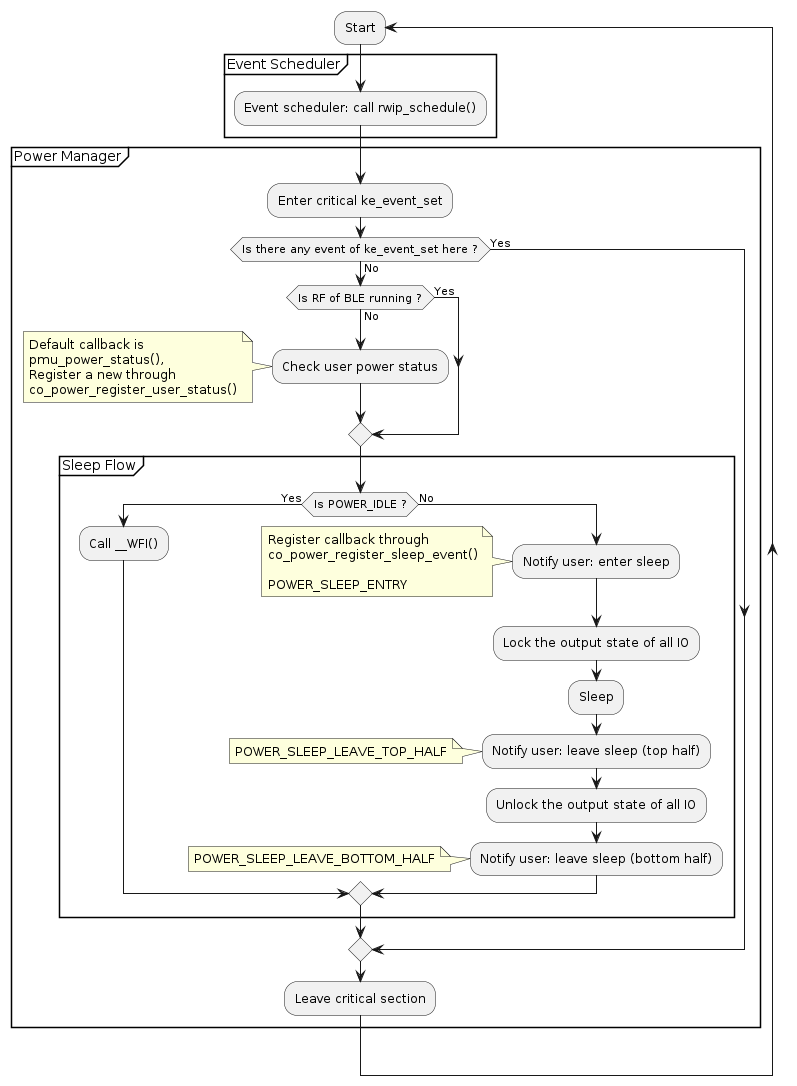 Start
Event Scheduler
Event scheduler: call rwip_schedule()
Power Manager
Enter critical ke_event_set
Is there any event of ke_event_set here ?
Yes
No
Is RF of BLE running ?
Yes
No
Default callback is
pmu_power_status(),
Register a new through
co_power_register_user_status()
Check user power status
Sleep Flow
Yes
Is POWER_IDLE ?
No
Call __WFI()
Register callback through
co_power_register_sleep_event()
POWER_SLEEP_ENTRY
Notify user: enter sleep
Lock the output state of all IO
Sleep
POWER_SLEEP_LEAVE_TOP_HALF
Notify user: leave sleep (top half)
Unlock the output state of all IO
POWER_SLEEP_LEAVE_BOTTOM_HALF
Notify user: leave sleep (bottom half)
Leave critical section